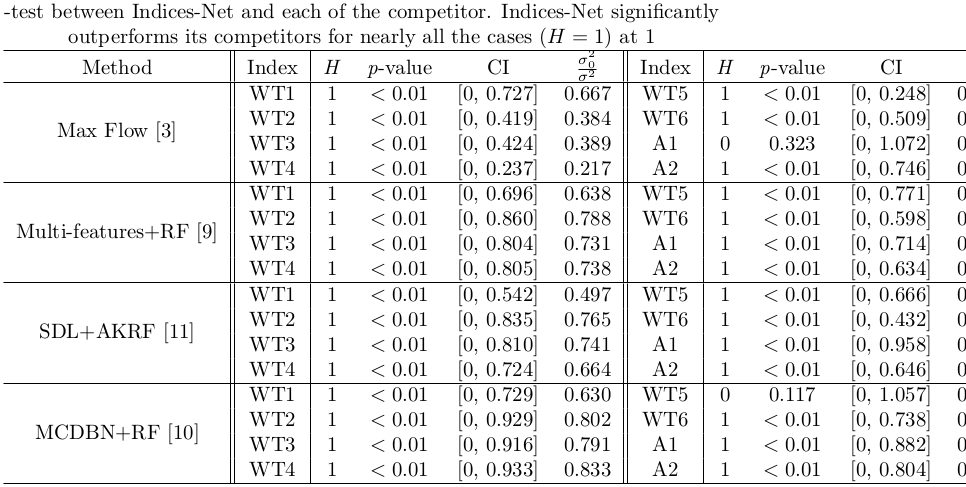 -test between Indices-Net and each of the competitor. Indices-Net significantly
outperforms its competitors for nearly all the cases (H = 1) at 1
Method Index H p-value CI σ₀²/σ² Index H p-value CI
WT1 1 < 0.01 [0, 0.727] 0.667 WT5 1 < 0.01 [0, 0.248] 0
WT2 1 < 0.01 [0, 0.419] 0.384 WT6 1 < 0.01 [0, 0.509] 0
Max Flow [3]
WT3 1 < 0.01 [0, 0.424] 0.389 A1 0 0.323 [0, 1.072] 0
WT4 1 < 0.01 [0, 0.237] 0.217 A2 1 < 0.01 [0, 0.746] 0
WT1 1 < 0.01 [0, 0.696] 0.638 WT5 1 < 0.01 [0, 0.771] 0
WT2 1 < 0.01 [0, 0.860] 0.788 WT6 1 < 0.01 [0, 0.598] 0
Multi-features+RF [9]
WT3 1 < 0.01 [0, 0.804] 0.731 A1 1 < 0.01 [0, 0.714] 0
WT4 1 < 0.01 [0, 0.805] 0.738 A2 1 < 0.01 [0, 0.634] 0
WT1 1 < 0.01 [0, 0.542] 0.497 WT5 1 < 0.01 [0, 0.666] 0
WT2 1 < 0.01 [0, 0.835] 0.765 WT6 1 < 0.01 [0, 0.432] 0
SDL+AKRF [11]
WT3 1 < 0.01 [0, 0.810] 0.741 A1 1 < 0.01 [0, 0.958] 0
WT4 1 < 0.01 [0, 0.724] 0.664 A2 1 < 0.01 [0, 0.646] 0
WT1 1 < 0.01 [0, 0.729] 0.630 WT5 0 0.117 [0, 1.057] 0
WT2 1 < 0.01 [0, 0.929] 0.802 WT6 1 < 0.01 [0, 0.738] 0
MCDBN+RF [10]
WT3 1 < 0.01 [0, 0.916] 0.791 A1 1 < 0.01 [0, 0.882] 0
WT4 1 < 0.01 [0, 0.933] 0.833 A2 1 < 0.01 [0, 0.804] 0